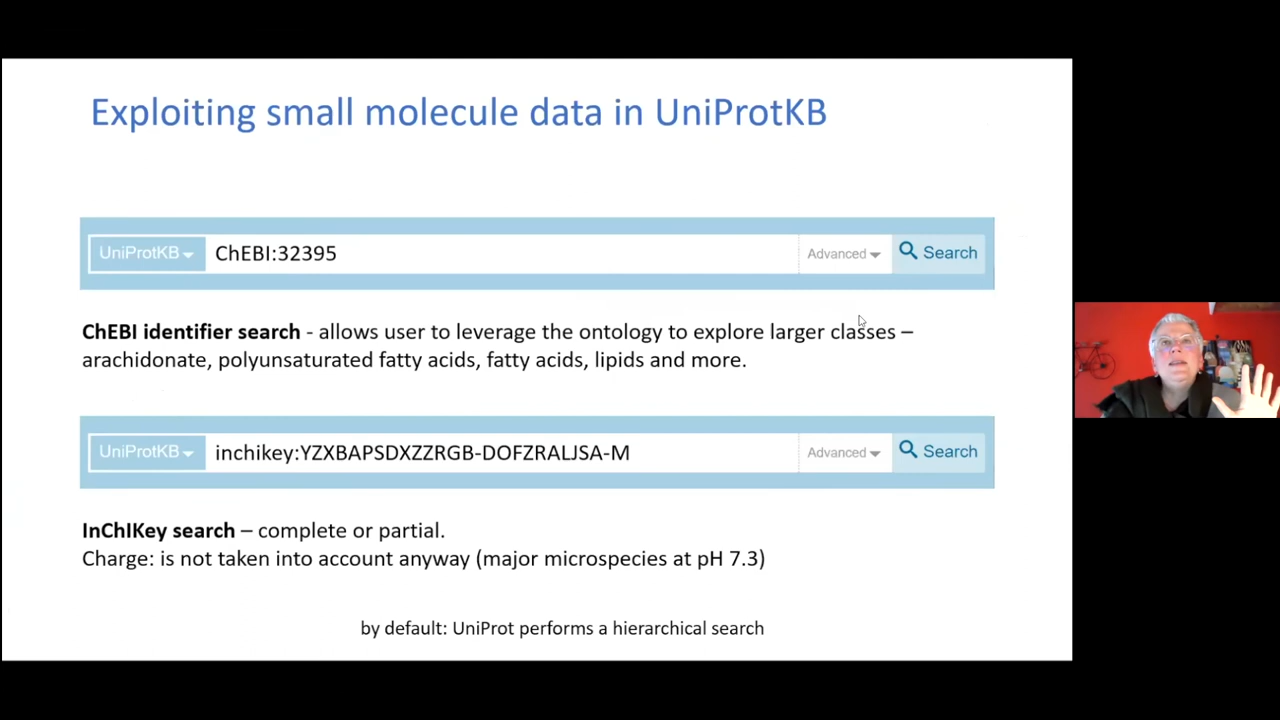 Exploiting small molecule data in UniProtKB
UniProtKB ChEBI:32395 Advanced Search
ChEBI identifier search - allows user to leverage the ontology to explore larger classes –
arachidonate, polyunsaturated fatty acids, fatty acids, lipids and more.
UniProtKB inchikey:YZXBAPSDXZZRGB-DOFZRALJSA-M Advanced Search
InChIKey search – complete or partial.
Charge: is not taken into account anyway (major microspecies at pH 7.3)
by default: UniProt performs a hierarchical search